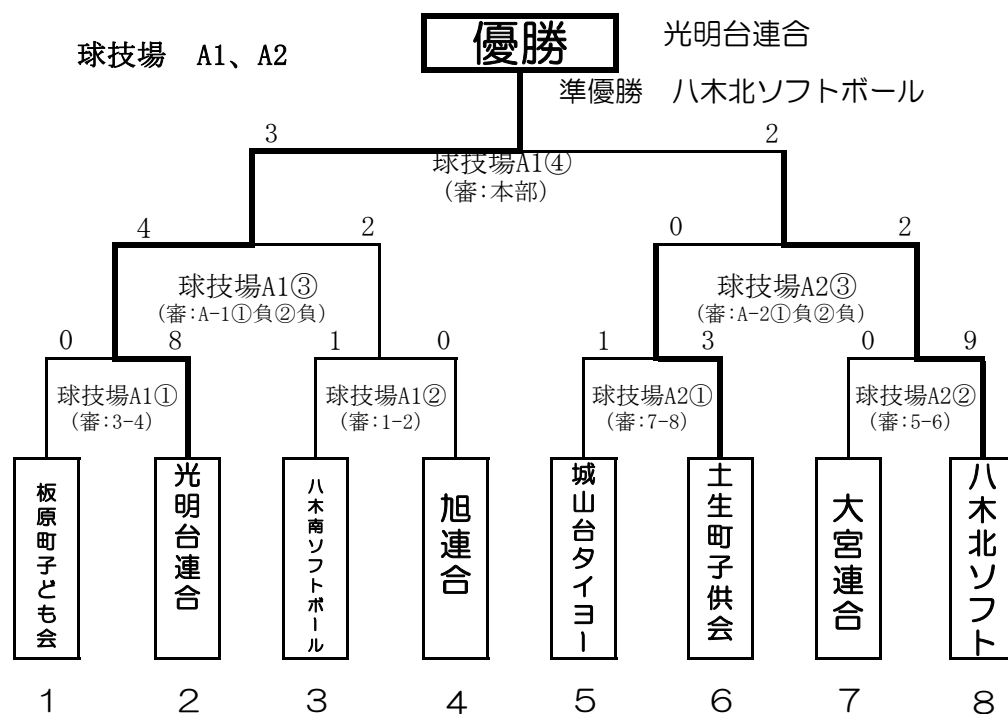 球技場　A1、A2
優勝
光明台連合
準優勝　八木北ソフトボール
3
2
球技場A1④
(審:本部)
4
2
0
2
球技場A1③
(審:A-1①負②負)
球技場A2③
(審:A-2①負②負)
0
8
1
0
1
3
0
9
球技場A1①
(審:3-4)
球技場A1②
(審:1-2)
球技場A2①
(審:7-8)
球技場A2②
(審:5-6)
板原町子ども会
光明台連合
八木南ソフトボール
旭連合
城山台タイヨー
土生町子供会
大宮連合
八木北ソフト
1
2
3
4
5
6
7
8